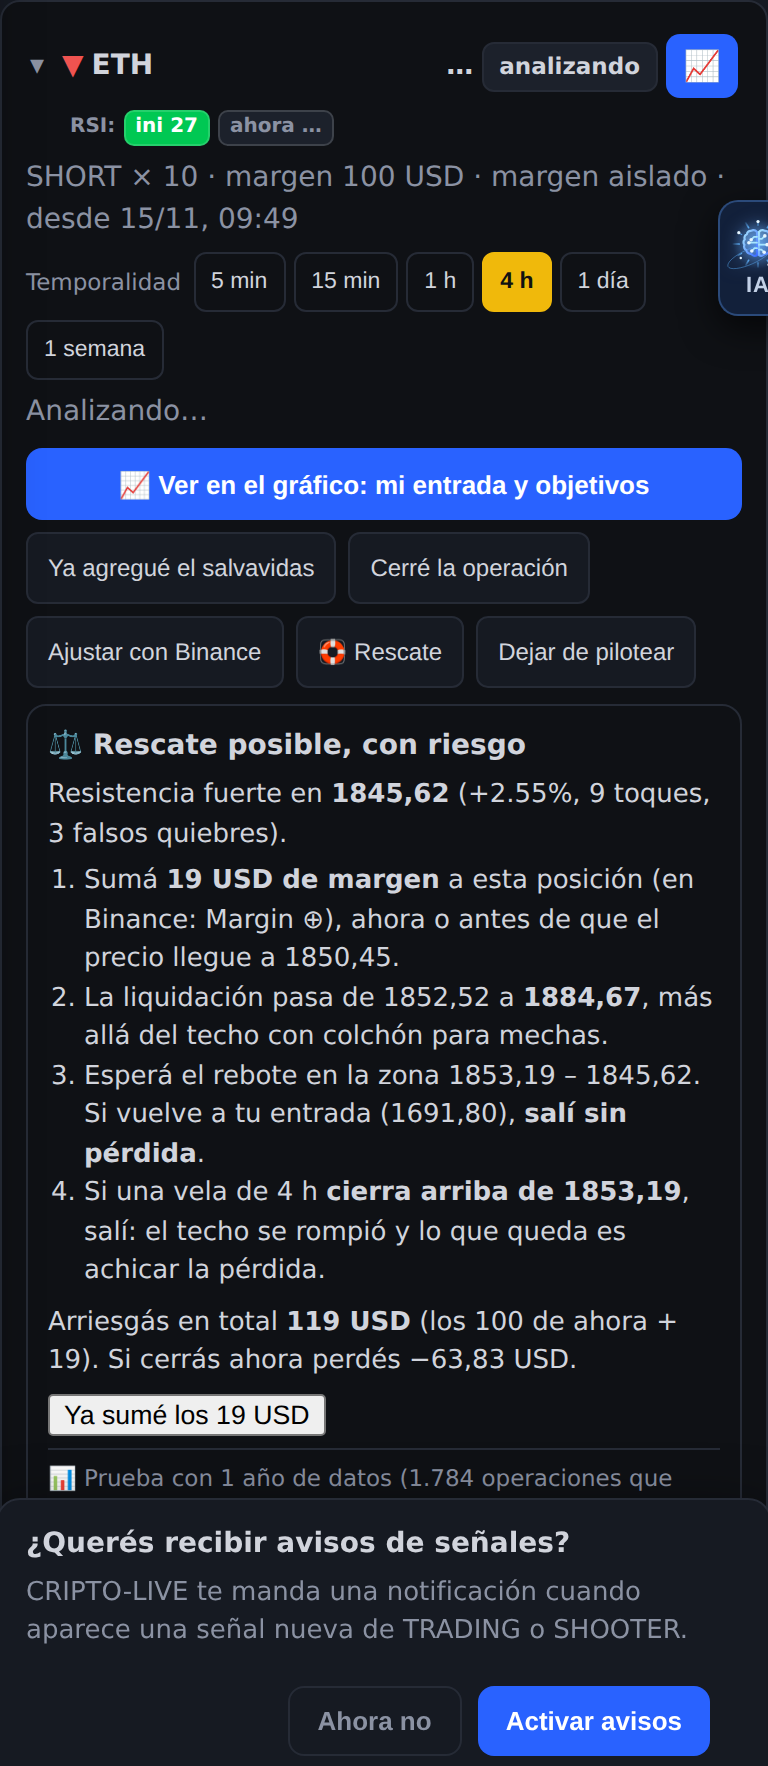 ▼ ▼ ETH ... analizando
RSI: ini 27 ahora ...
SHORT × 10 · margen 100 USD · margen aislado ·
desde 15/11, 09:49
IA
Temporalidad 5 min 15 min 1 h 4 h 1 día
1 semana
Analizando...
📈 Ver en el gráfico: mi entrada y objetivos
Ya agregué el salvavidas Cerré la operación
Ajustar con Binance 🛟 Rescate Dejar de pilotear
⚖️ Rescate posible, con riesgo
Resistencia fuerte en 1845,62 (+2.55%, 9 toques,
3 falsos quiebres).
1. Sumá 19 USD de margen a esta posición (en
Binance: Margin ⊕), ahora o antes de que el
precio llegue a 1850,45.
2. La liquidación pasa de 1852,52 a 1884,67, más
allá del techo con colchón para mechas.
3. Esperá el rebote en la zona 1853,19 – 1845,62.
Si vuelve a tu entrada (1691,80), salí sin
pérdida.
4. Si una vela de 4 h cierra arriba de 1853,19,
salí: el techo se rompió y lo que queda es
achicar la pérdida.
Arriesgás en total 119 USD (los 100 de ahora +
19). Si cerrás ahora perdés −63,83 USD.
Ya sumé los 19 USD
📊 Prueba con 1 año de datos (1.784 operaciones que
¿Querés recibir avisos de señales?
CRIPTO-LIVE te manda una notificación cuando
aparece una señal nueva de TRADING o SHOOTER.
Ahora no Activar avisos